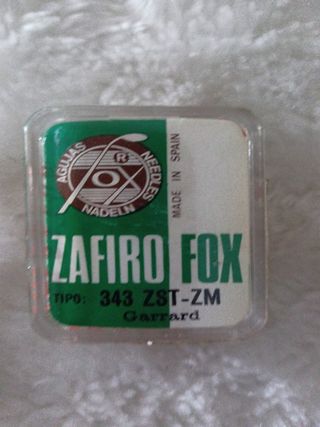 AGUJAS
NEEDLES
NADELN
FOX
R
MADE IN SPAIN
ZAFIRO FOX
TIPO: 343 ZST-ZM
Garrard